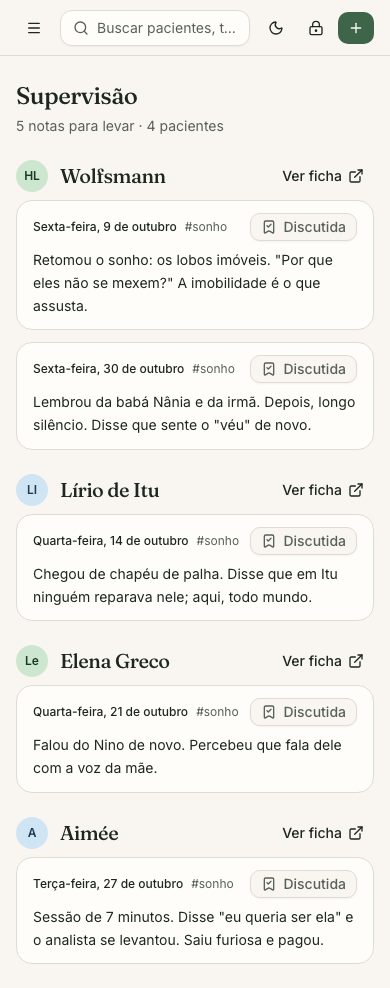 Buscar pacientes, t...
Supervisão
5 notas para levar · 4 pacientes
HL Wolfsmann Ver ficha
Sexta-feira, 9 de outubro #sonho Discutida
Retomou o sonho: os lobos imóveis. "Por que
eles não se mexem?" A imobilidade é o que
assusta.
Sexta-feira, 30 de outubro #sonho Discutida
Lembrou da babá Nânia e da irmã. Depois, longo
silêncio. Disse que sente o "véu" de novo.
LI Lírio de Itu Ver ficha
Quarta-feira, 14 de outubro #sonho Discutida
Chegou de chapéu de palha. Disse que em Itu
ninguém reparava nele; aqui, todo mundo.
Le Elena Greco Ver ficha
Quarta-feira, 21 de outubro #sonho Discutida
Falou do Nino de novo. Percebeu que fala dele
com a voz da mãe.
A Aimée Ver ficha
Terça-feira, 27 de outubro #sonho Discutida
Sessão de 7 minutos. Disse "eu queria ser ela" e
o analista se levantou. Saiu furiosa e pagou.